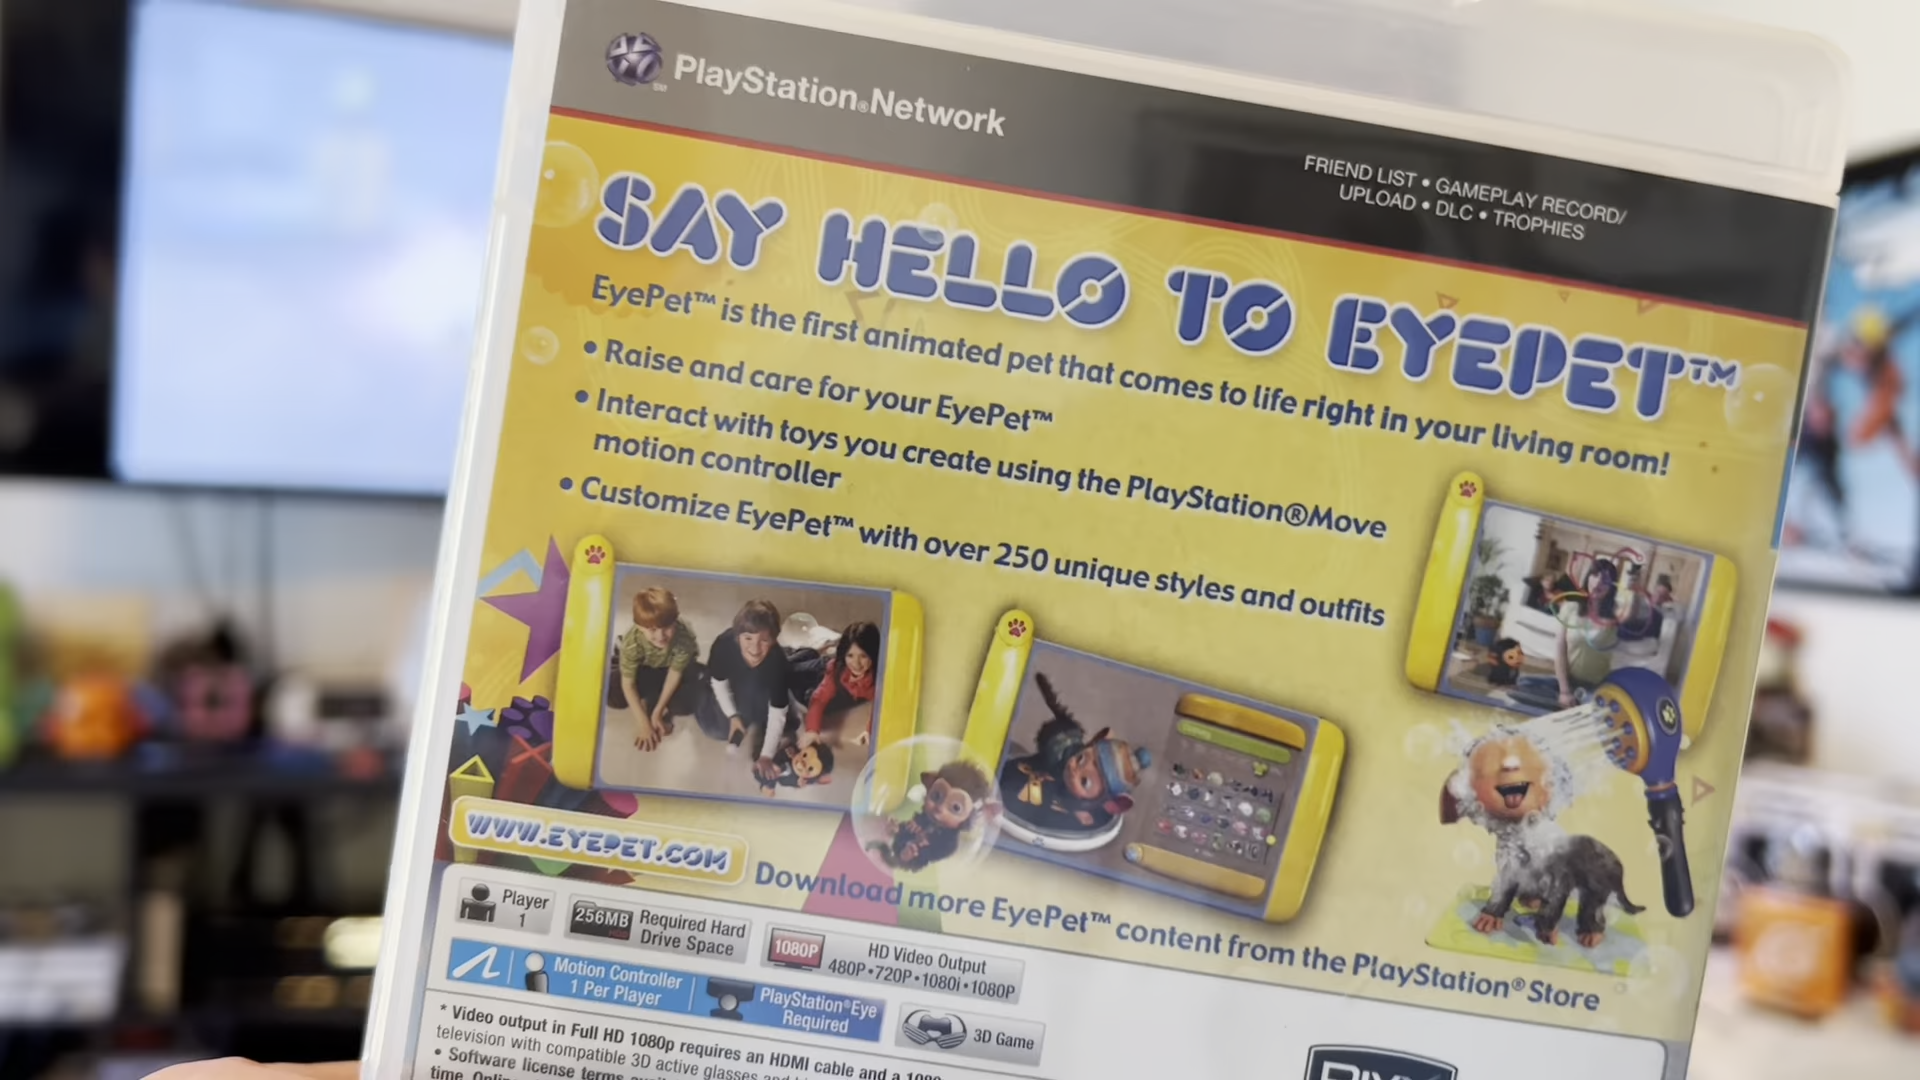 PlayStation®Network
FRIEND LIST • GAMEPLAY RECORD/
UPLOAD • DLC • TROPHIES
SAY HELLO TO EYEPET™
EyePet™ is the first animated pet that comes to life right in your living room!
• Raise and care for your EyePet™
• Interact with toys you create using the PlayStation®Move
motion controller
• Customize EyePet™ with over 250 unique styles and outfits
WWW.EYEPET.COM
Download more EyePet™ content from the PlayStation®Store
Player
1
256MB
Required Hard
Drive Space
1080P
HD Video Output
480P•720P•1080i•1080P
Motion Controller
1 Per Player
PlayStation®Eye
Required
3D Game
* Video output in Full HD 1080p requires an HDMI cable and a
television with compatible 3D active glasses and
• Software license terms
time.